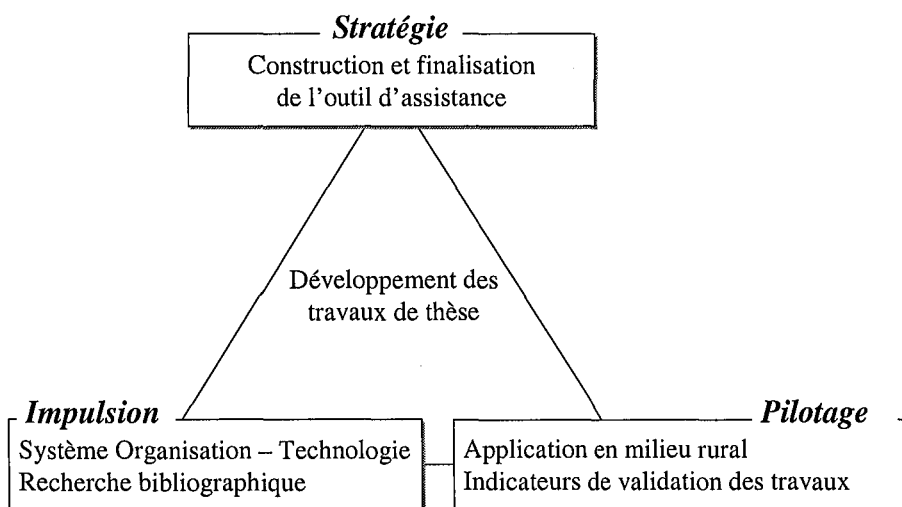 Stratégie
Construction et finalisation
de l'outil d'assistance
Développement des
travaux de thèse
Impulsion
Système Organisation – Technologie
Recherche bibliographique
Pilotage
Application en milieu rural
Indicateurs de validation des travaux